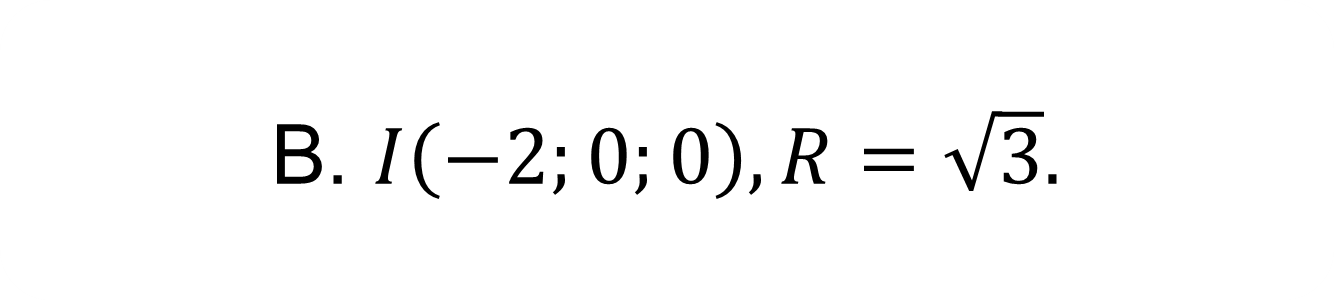 B. I(−2; 0; 0), R = √3.